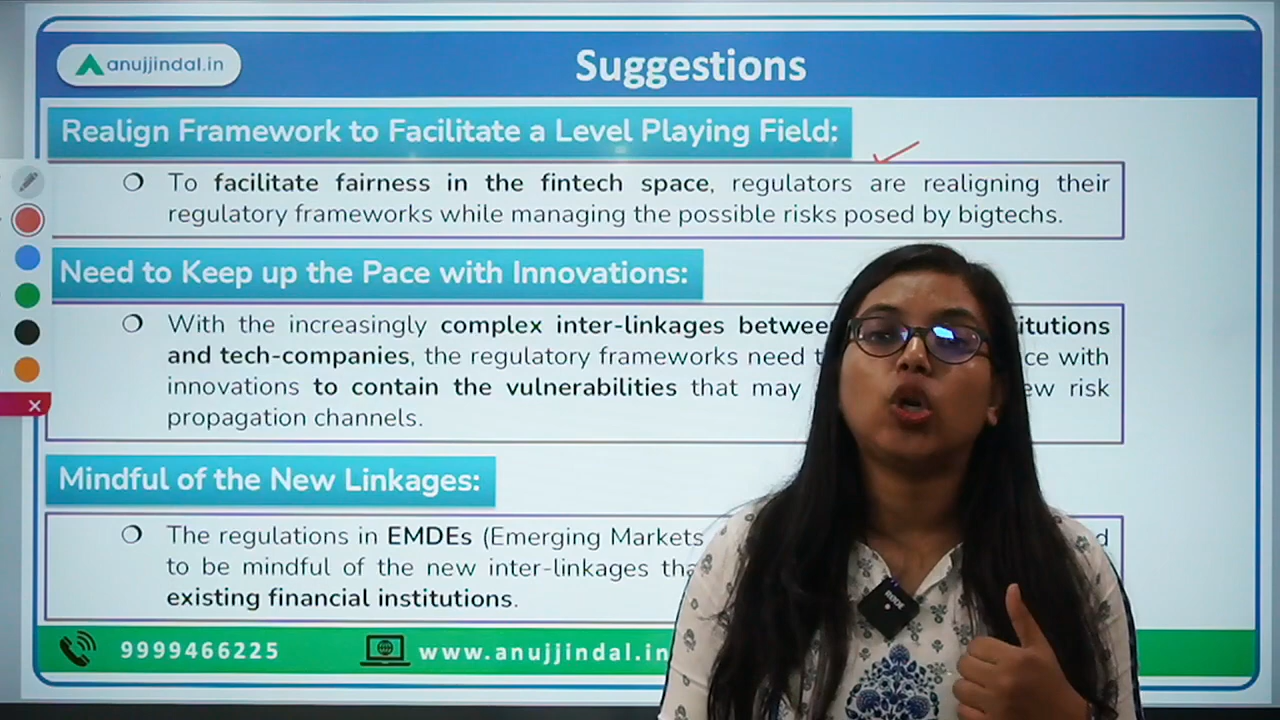 anujjindal.in
Suggestions
Realign Framework to Facilitate a Level Playing Field:
To facilitate fairness in the fintech space, regulators are realigning their
regulatory frameworks while managing the possible risks posed by bigtechs.
Need to Keep up the Pace with Innovations:
With the increasingly complex inter-linkages
and tech-companies, the regulatory frameworks need with
innovations to contain the vulnerabilities that may risk
propagation channels.
Mindful of the New Linkages:
The regulations in EMDEs (Emerging Markets
to be mindful of the new inter-linkages
existing financial institutions.
9999466225
www.anujjindal.in
RØDE